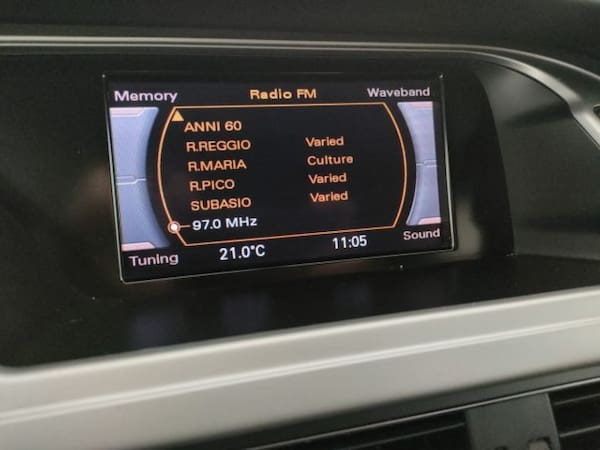 Memory Radio FM Waveband
ANNI 60
R.REGGIO Varied
R.MARIA Culture
R.PICO Varied
SUBASIO Varied
97.0 MHz
Tuning 21.0°C 11:05 Sound